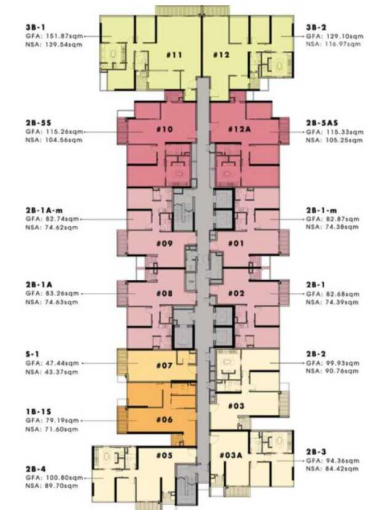 3B-1
GFA: 151.87sqm
NSA: 139.54sqm
3B-2
GFA: 129.10sqm
NSA: 116.97sqm
#11
#12
2B-5S
GFA: 115.26sqm
NSA: 104.56sqm
#10
#12A
2B-5AS
GFA: 115.33sqm
NSA: 105.25sqm
2B-1A-m
GFA: 82.74sqm
NSA: 74.62sqm
#09
#01
2B-1-m
GFA: 82.87sqm
NSA: 74.38sqm
2B-1A
GFA: 83.26sqm
NSA: 74.63sqm
#08
#02
2B-1
GFA: 82.68sqm
NSA: 74.39sqm
S-1
GFA: 47.44sqm
NSA: 43.37sqm
#07
2B-2
GFA: 99.93sqm
NSA: 90.76sqm
1B-1S
GFA: 79.19sqm
NSA: 71.60sqm
#06
#03
2B-4
GFA: 100.80sqm
NSA: 89.70sqm
#05
#03A
2B-3
GFA: 94.36sqm
NSA: 84.42sqm